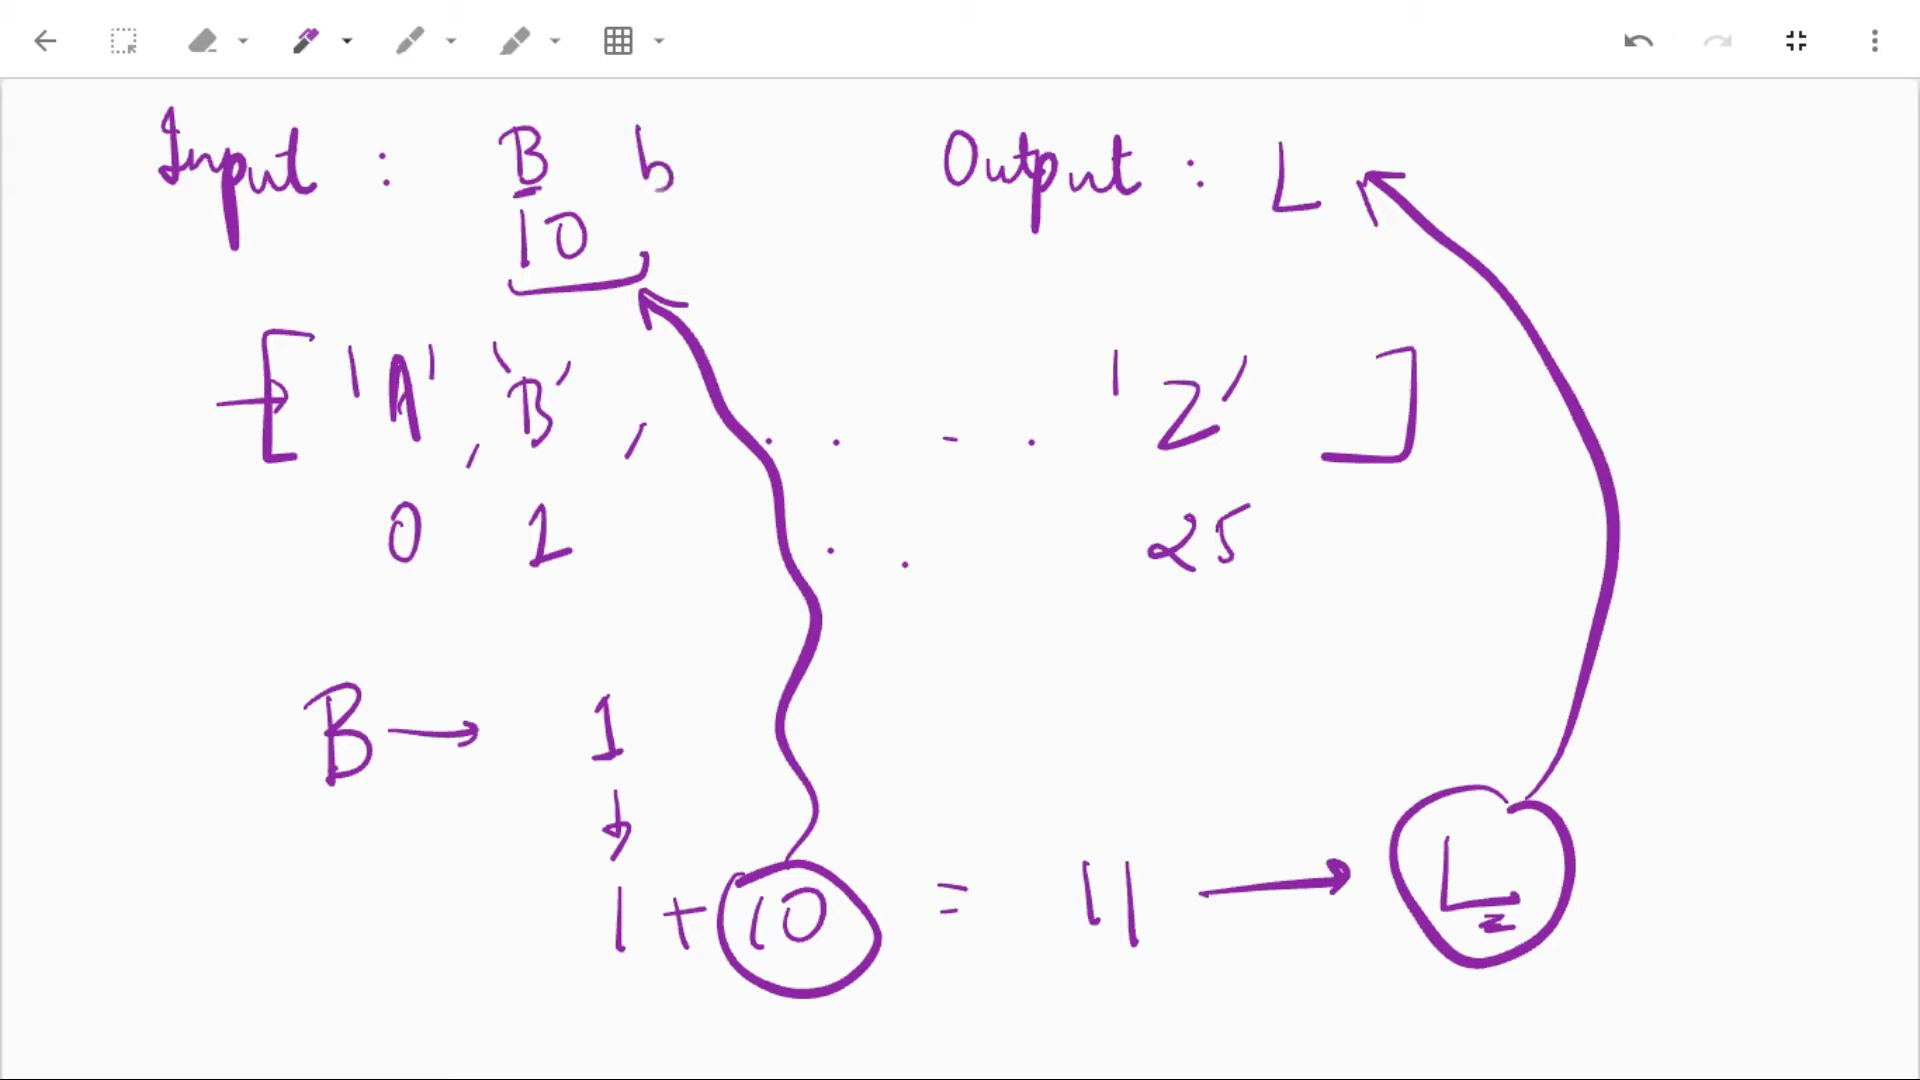 Input : B b Output : L
10
['A', 'B', . . - . 'Z' ]
0 1 . . 25
B → 1
↓
1 + 10 = 11 → L